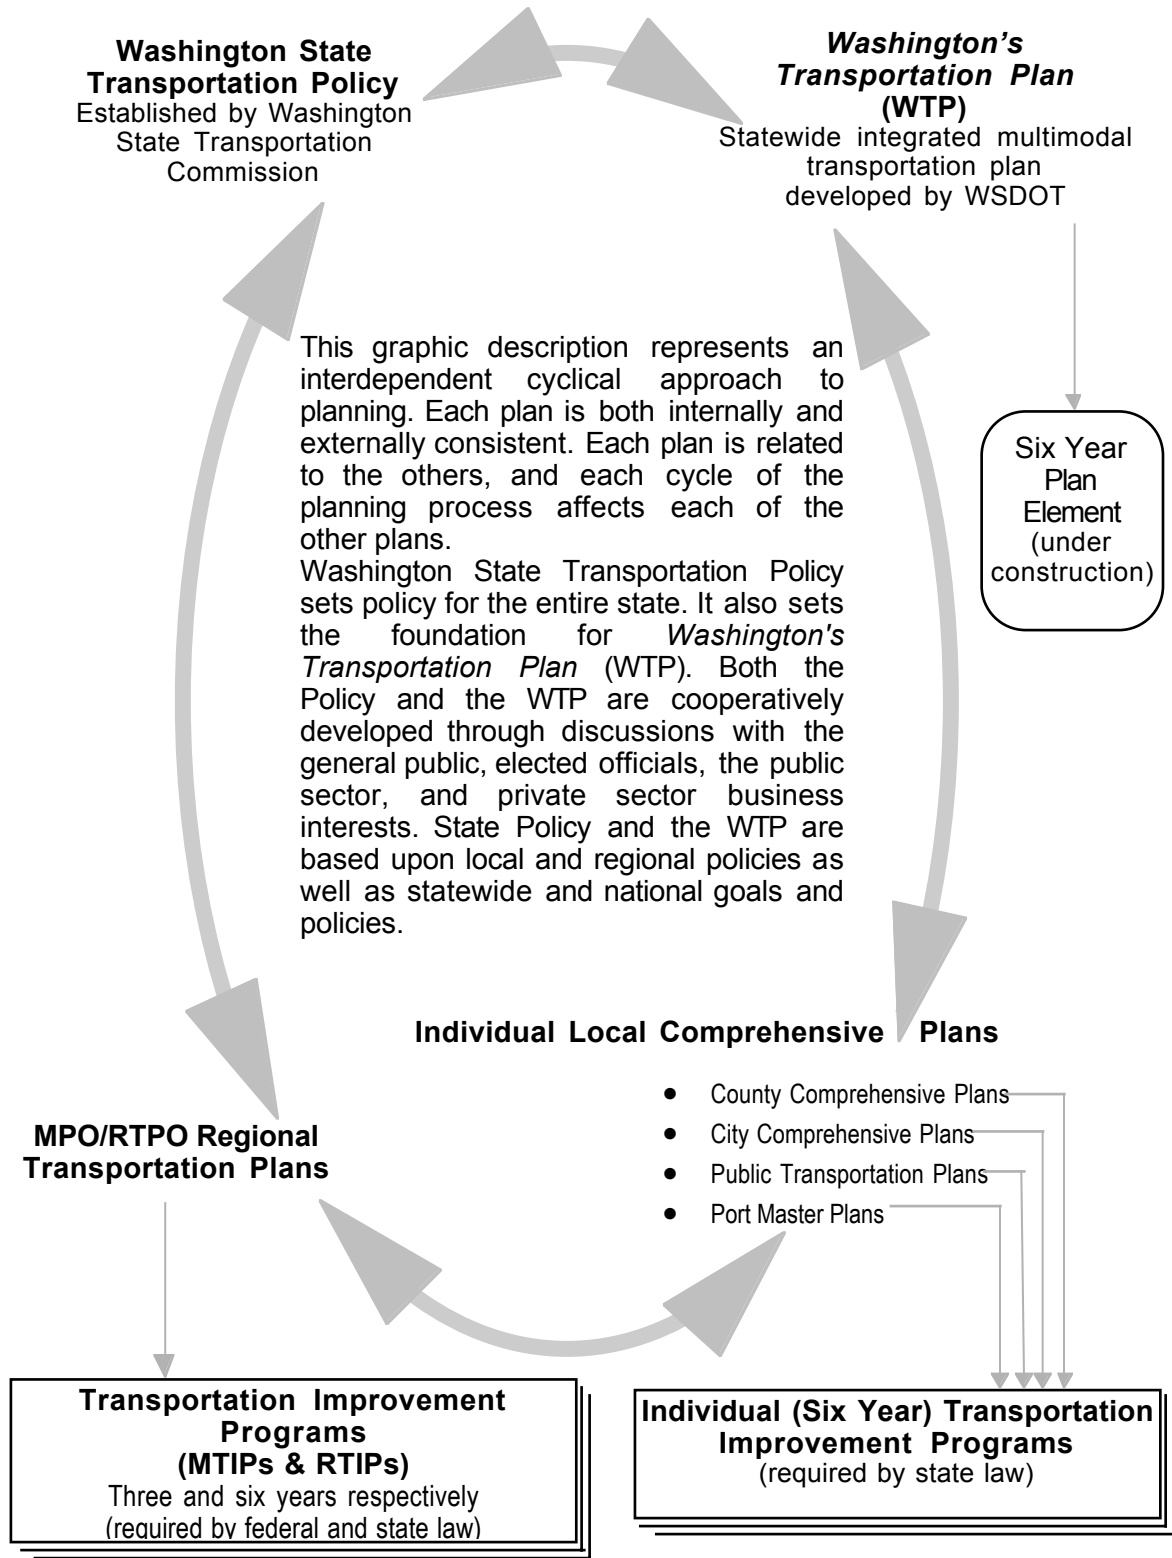 Washington State
Transportation Policy
Established by Washington
State Transportation
Commission
Washington's
Transportation Plan
(WTP)
Statewide integrated multimodal
transportation plan
developed by WSDOT
This graphic description represents an
interdependent cyclical approach to
planning. Each plan is both internally and
externally consistent. Each plan is related
to the others, and each cycle of the
planning process affects each of the
other plans.
Washington State Transportation Policy
sets policy for the entire state. It also sets
the foundation for Washington's
Transportation Plan (WTP). Both the
Policy and the WTP are cooperatively
developed through discussions with the
general public, elected officials, the public
sector, and private sector business
interests. State Policy and the WTP are
based upon local and regional policies as
well as statewide and national goals and
policies.
Six Year
Plan
Element
(under
construction)
Individual Local Comprehensive Plans
• County Comprehensive Plans
• City Comprehensive Plans
• Public Transportation Plans
• Port Master Plans
MPO/RTPO Regional
Transportation Plans
Transportation Improvement
Programs
(MTIPs & RTIPs)
Three and six years respectively
(required by federal and state law)
Individual (Six Year) Transportation
Improvement Programs
(required by state law)